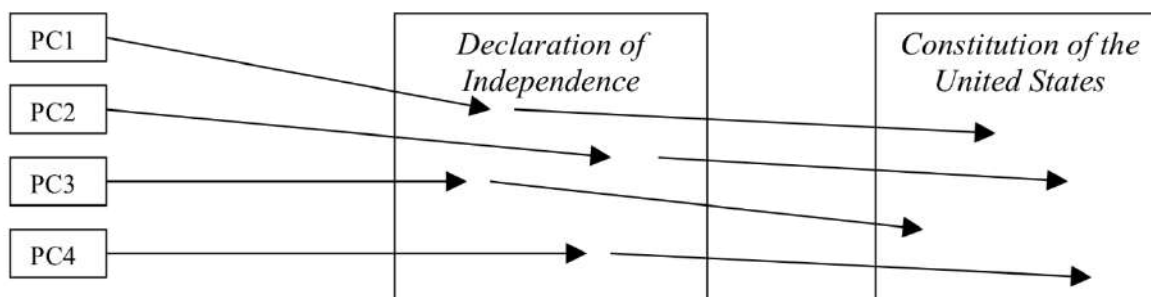 PC1
PC2
PC3
PC4
Declaration of
Independence
Constitution of the
United States